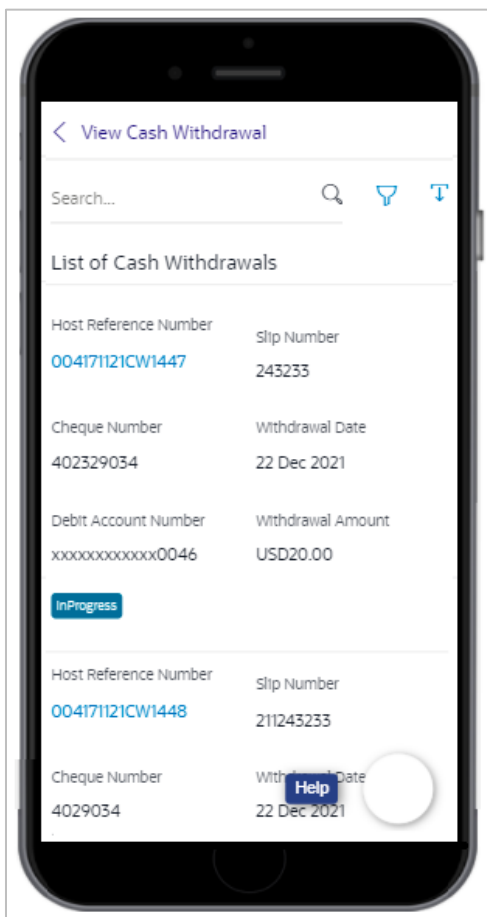 View Cash Withdrawal
Search...
List of Cash Withdrawals
Host Reference Number
Slip Number
004171121CW1447
243233
Cheque Number
Withdrawal Date
402329034
22 Dec 2021
Debit Account Number
Withdrawal Amount
xxxxxxxxxxxx0046
USD20.00
InProgress
Host Reference Number
Slip Number
004171121CW1448
211243233
Cheque Number
Date
Help
4029034
22 Dec 2021